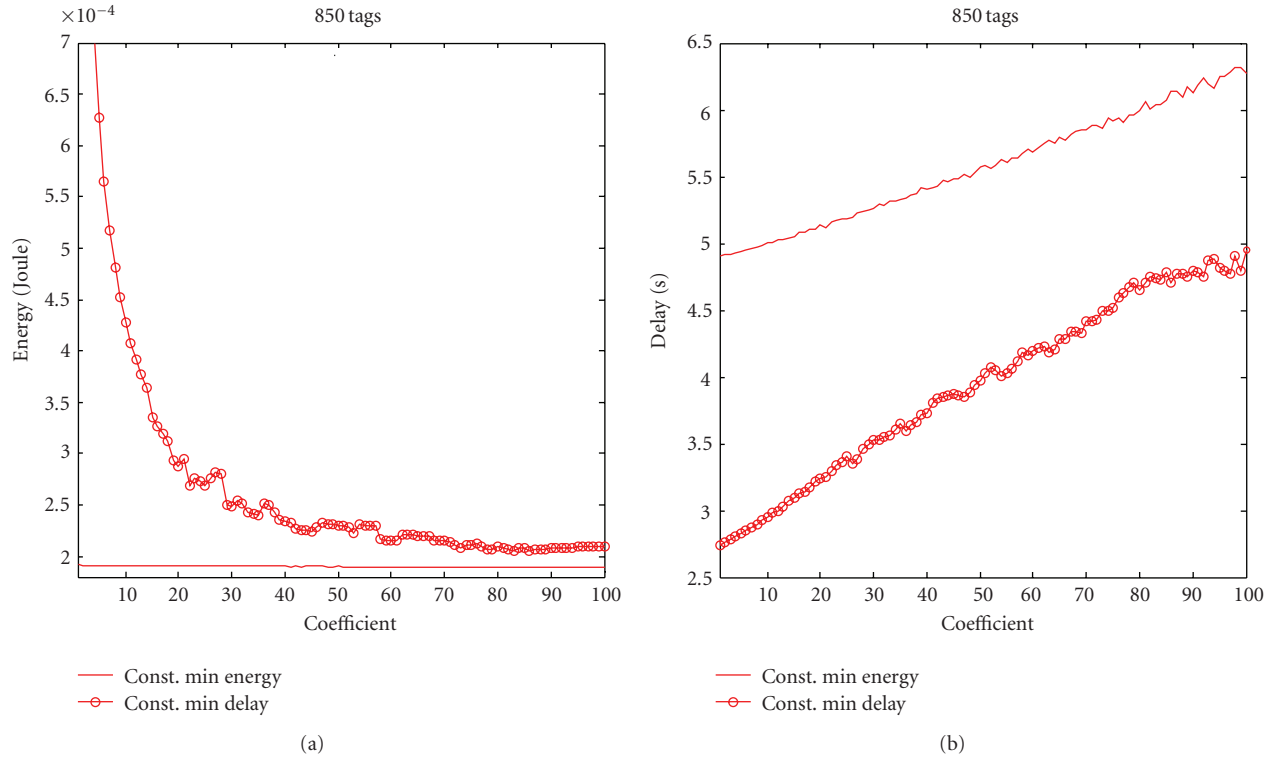 ×10−4
850 tags
7
6.5
6
5.5
5
4.5
4
3.5
3
2.5
2
Energy (Joule)
10 20 30 40 50 60 70 80 90 100
Coefficient
Const. min energy
Const. min delay
(a)
850 tags
6.5
6
5.5
5
4.5
4
3.5
3
2.5
Delay (s)
10 20 30 40 50 60 70 80 90 100
Coefficient
Const. min energy
Const. min delay
(b)